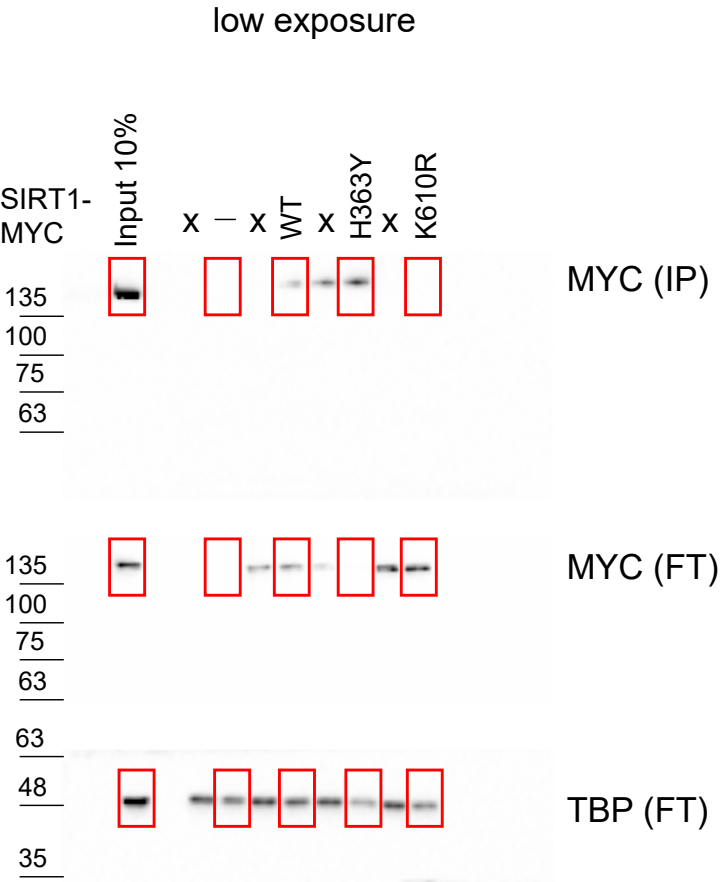 low exposure
SIRT1-
MYC
Input 10%
x – x WT x H363Y x K610R
135
100
75
63
MYC (IP)
135
100
75
63
MYC (FT)
63
48
35
TBP (FT)